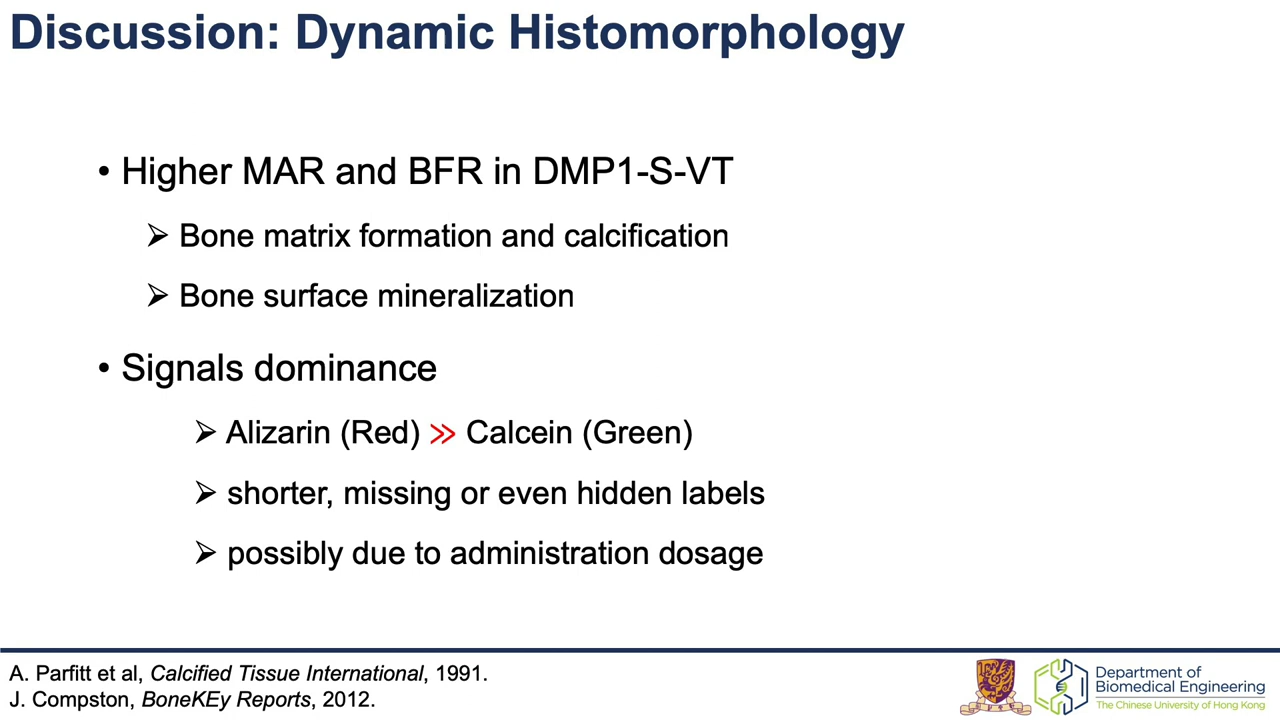 Discussion: Dynamic Histomorphology
• Higher MAR and BFR in DMP1-S-VT
➢ Bone matrix formation and calcification
➢ Bone surface mineralization
• Signals dominance
➢ Alizarin (Red) >> Calcein (Green)
➢ shorter, missing or even hidden labels
➢ possibly due to administration dosage
A. Parfitt et al, Calcified Tissue International, 1991.
J. Compston, BoneKEy Reports, 2012.
Department of
Biomedical Engineering
The Chinese University of Hong Kong